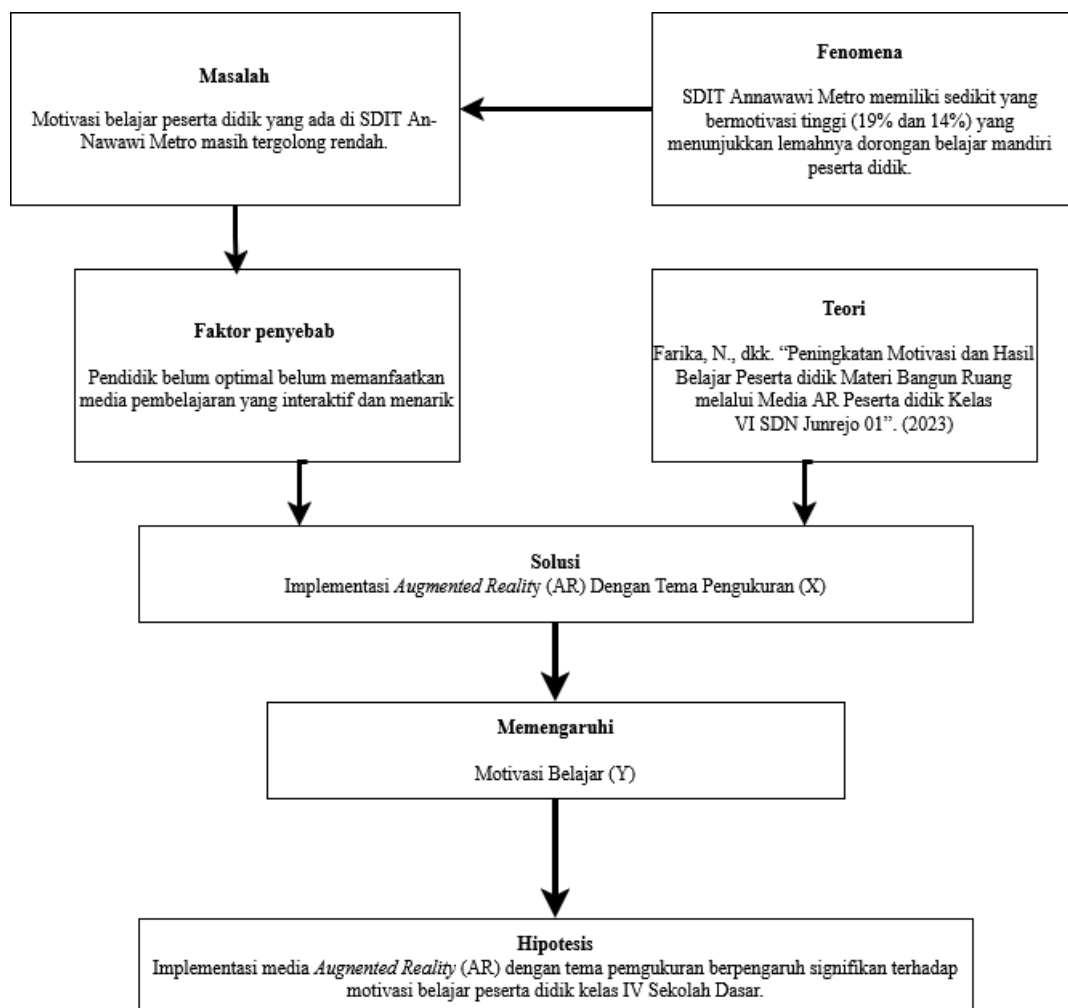 Masalah
Motivasi belajar peserta didik yang ada di SDIT An-
Nawawi Metro masih tergolong rendah.
Fenomena
SDIT Annawawi Metro memiliki sedikit yang
bermotivasi tinggi (19% dan 14%) yang
menunjukkan lemahnya dorongan belajar mandiri
peserta didik.
Faktor penyebab
Pendidik belum optimal belum memanfaatkan
media pembelajaran yang interaktif dan menarik
Teori
Farika, N., dkk. “Peningkatan Motivasi dan Hasil
Belajar Peserta didik Materi Bangun Ruang
melalui Media AR Peserta didik Kelas
VI SDN Junrejo 01”. (2023)
Solusi
Implementasi Augmented Reality (AR) Dengan Tema Pengukuran (X)
Memengaruhi
Motivasi Belajar (Y)
Hipotesis
Implementasi media Augnented Reality (AR) dengan tema pemgukuran berpengaruh signifikan terhadap
motivasi belajar peserta didik kelas IV Sekolah Dasar.